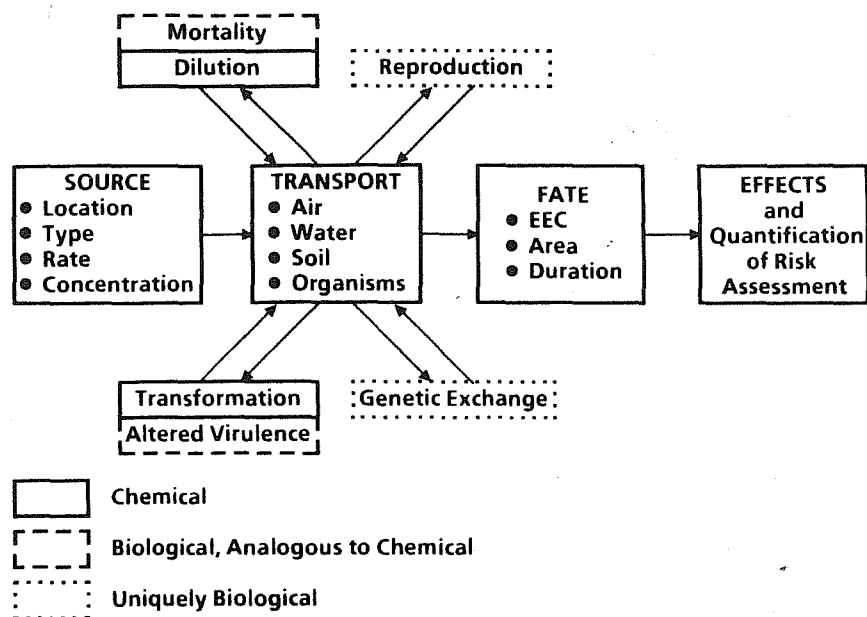 Mortality
Dilution
Reproduction
SOURCE
● Location
● Type
● Rate
● Concentration
TRANSPORT
● Air
● Water
● Soil
● Organisms
FATE
● EEC
● Area
● Duration
EFFECTS
and
Quantification
of Risk
Assessment
Transformation
Altered Virulence
Genetic Exchange
Chemical
Biological, Analogous to Chemical
Uniquely Biological